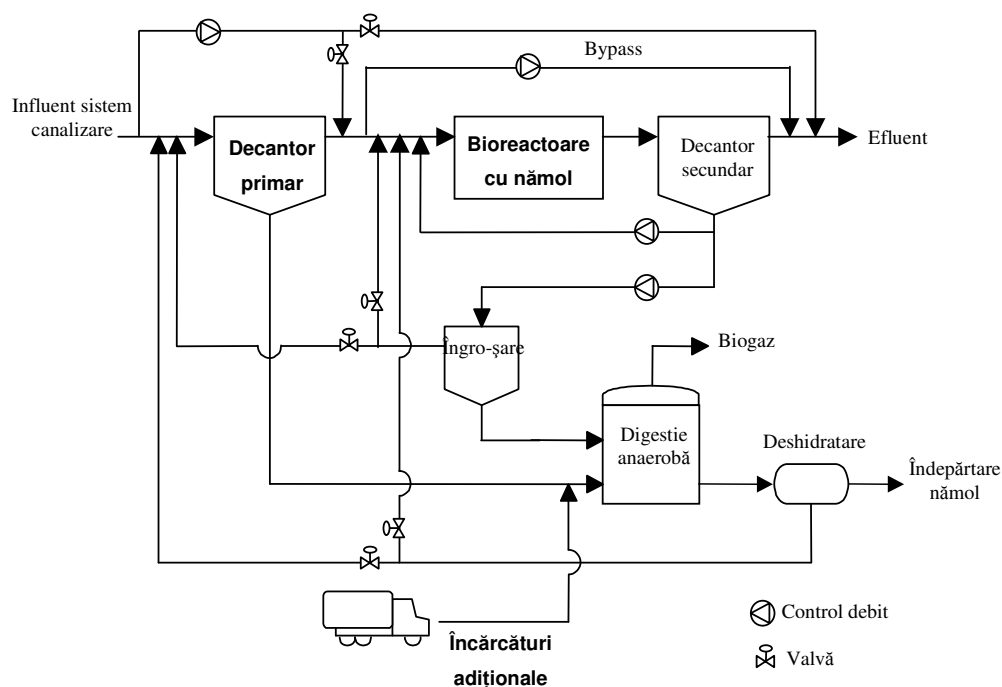 Bypass
Influent sistem
canalizare
Decantor
primar
Bioreactoare
cu nămol
Decantor
secundar
Efluent
Îngro-şare
Biogaz
Digestie
anaerobă
Deshidratare
Îndepărtare
nămol
Încărcături
adiţionale
Control debit
Valvă